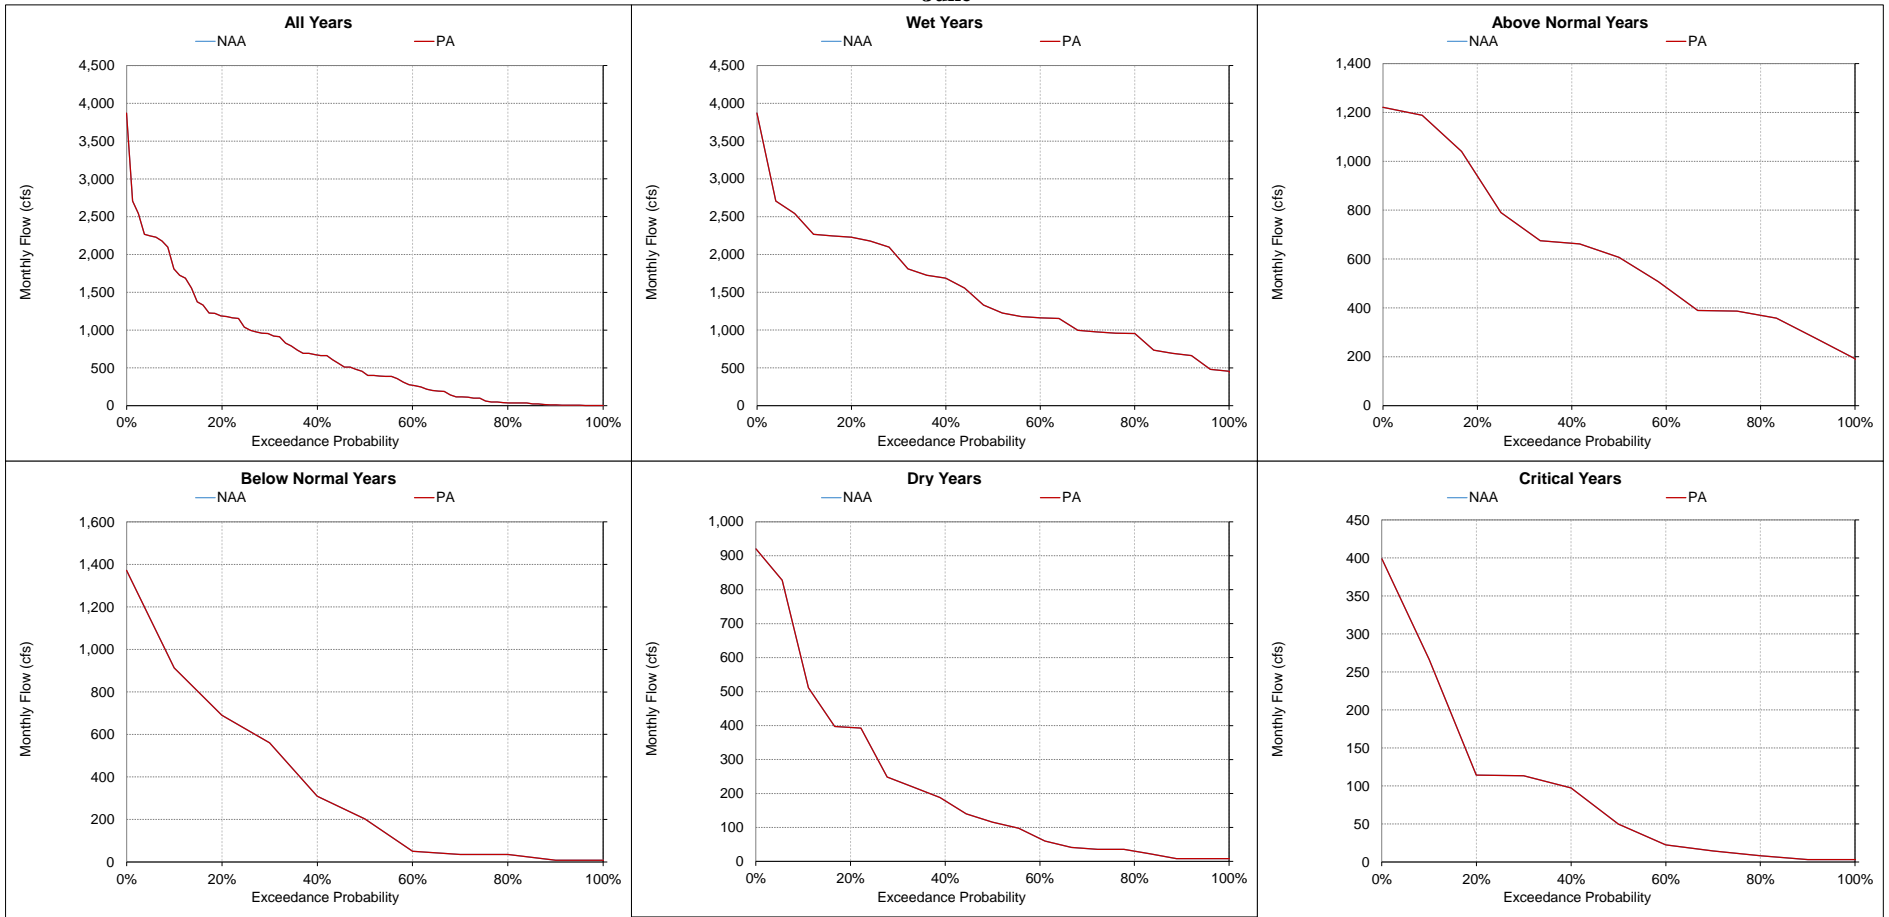 All Years
NAA PA
4,500
4,000
3,500
3,000
2,500
2,000
1,500
1,000
500
0
Monthly Flow (cfs)
0% 20% 40% 60% 80% 100%
Exceedance Probability
Wet Years
NAA PA
4,500
4,000
3,500
3,000
2,500
2,000
1,500
1,000
500
0
Monthly Flow (cfs)
0% 20% 40% 60% 80% 100%
Exceedance Probability
Above Normal Years
NAA PA
1,400
1,200
1,000
800
600
400
200
0
Monthly Flow (cfs)
0% 20% 40% 60% 80% 100%
Exceedance Probability
Below Normal Years
NAA PA
1,600
1,400
1,200
1,000
800
600
400
200
0
Monthly Flow (cfs)
0% 20% 40% 60% 80% 100%
Exceedance Probability
Dry Years
NAA PA
1,000
900
800
700
600
500
400
300
200
100
0
Monthly Flow (cfs)
0% 20% 40% 60% 80% 100%
Exceedance Probability
Critical Years
NAA PA
450
400
350
300
250
200
150
100
50
0
Monthly Flow (cfs)
0% 20% 40% 60% 80% 100%
Exceedance Probability